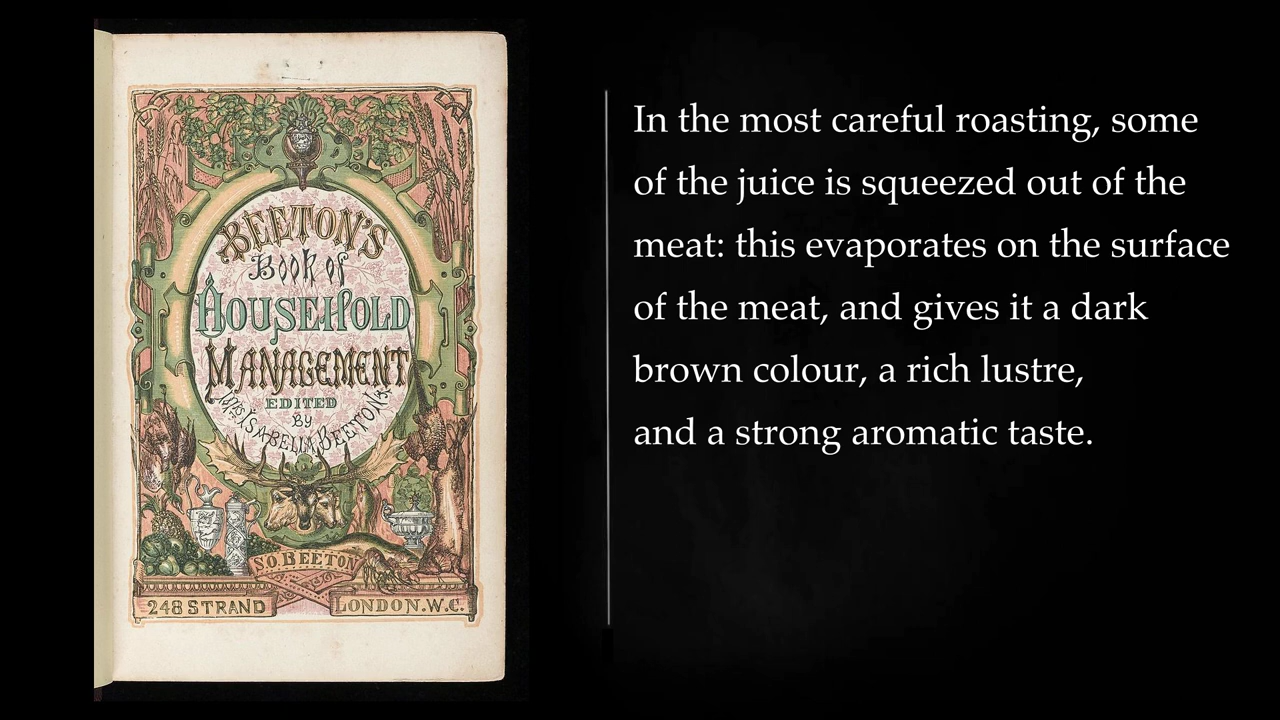 BEETON'S
Book of
HOUSEHOLD
MANAGEMENT
EDITED
BY
MRS ISABELLA BEETON
S.O. BEETON
248 STRAND
LONDON. W.C.
In the most careful roasting, some
of the juice is squeezed out of the
meat: this evaporates on the surface
of the meat, and gives it a dark
brown colour, a rich lustre,
and a strong aromatic taste.